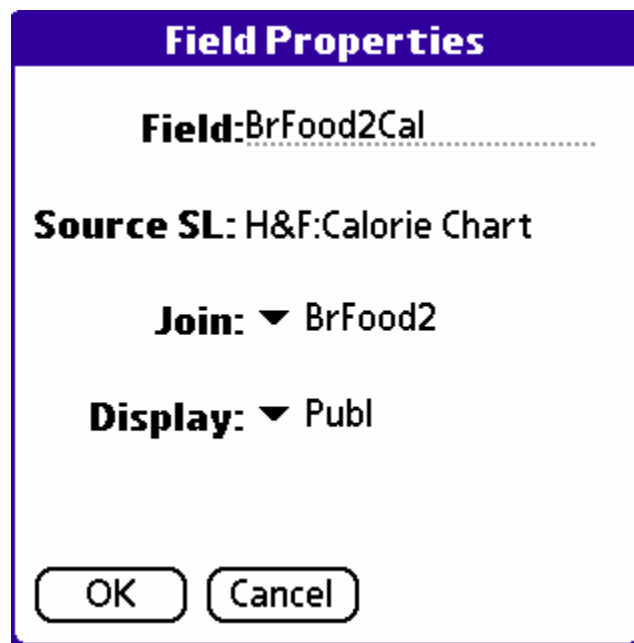 Field Properties
Field: BrFood2Cal
Source SL: H&F:Calorie Chart
Join: BrFood2
Display: Publ
OK Cancel